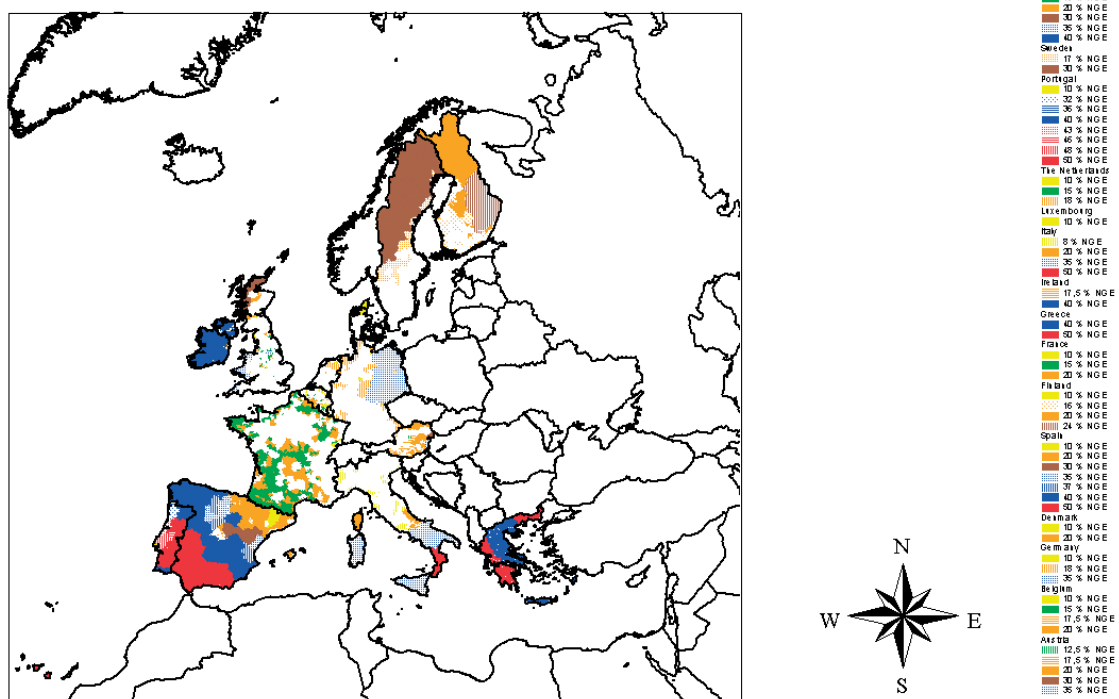 20 % NGE
30 % NGE
35 % NGE
40 % NGE
Sweden
17 % NGE
30 % NGE
Portugal
10 % NGE
32 % NGE
36 % NGE
40 % NGE
43 % NGE
46 % NGE
48 % NGE
50 % NGE
The Netherlands
10 % NGE
15 % NGE
18 % NGE
Luxembourg
10 % NGE
Italy
8 % NGE
20 % NGE
35 % NGE
50 % NGE
Ireland
17,5 % NGE
40 % NGE
Greece
40 % NGE
50 % NGE
France
10 % NGE
15 % NGE
20 % NGE
Finland
10 % NGE
16 % NGE
20 % NGE
24 % NGE
Spain
10 % NGE
20 % NGE
30 % NGE
35 % NGE
37 % NGE
40 % NGE
50 % NGE
Denmark
10 % NGE
20 % NGE
Germany
10 % NGE
18 % NGE
35 % NGE
Belgium
10 % NGE
15 % NGE
17,5 % NGE
20 % NGE
Austria
12,5 % NGE
17,5 % NGE
20 % NGE
30 % NGE
35 % NGE
N
W E
S